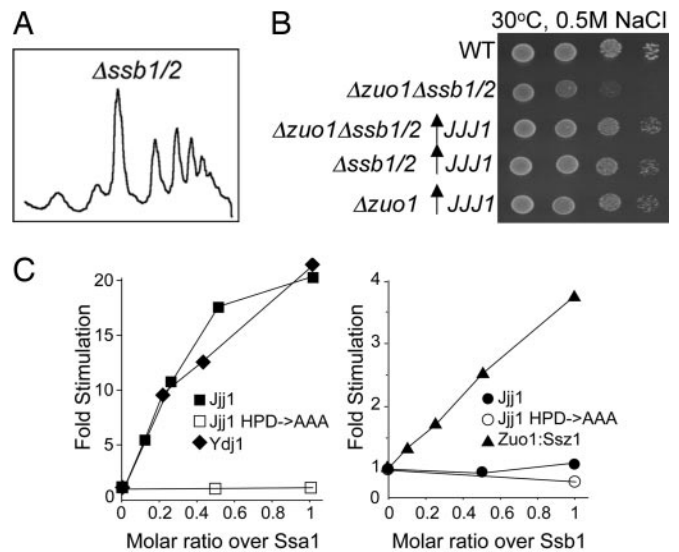 A
Δssb1/2
B
30°C, 0.5M NaCl
WT
Δzuo1Δssb1/2
Δzuo1Δssb1/2 ↑JJJ1
Δssb1/2 ↑JJJ1
Δzuo1 ↑JJJ1
C
Fold Stimulation
20
15
10
5
1
0
Jjj1
Jjj1 HPD->AAA
Ydj1
0 0.2 0.4 0.6 0.8 1
Molar ratio over Ssa1
Fold Stimulation
4
3
2
1
0
Jjj1
Jjj1 HPD->AAA
Zuo1:Ssz1
0 0.2 0.4 0.6 0.8 1
Molar ratio over Ssb1